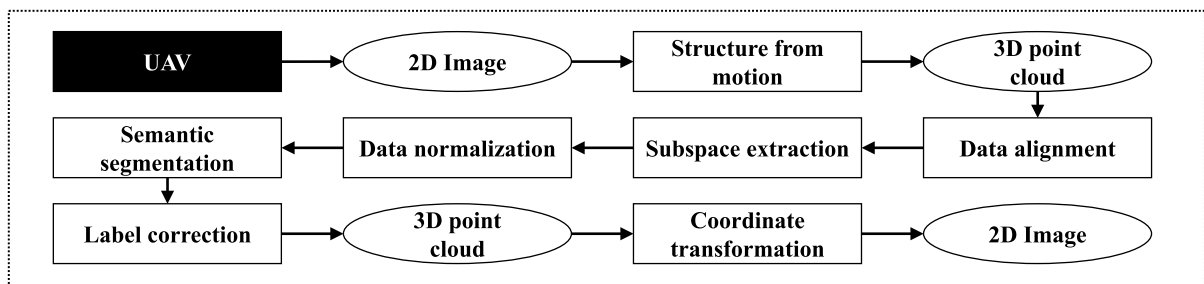 UAV
2D Image
Structure from
motion
3D point
cloud
Data alignment
Subspace extraction
Data normalization
Semantic
segmentation
Label correction
3D point
cloud
Coordinate
transformation
2D Image